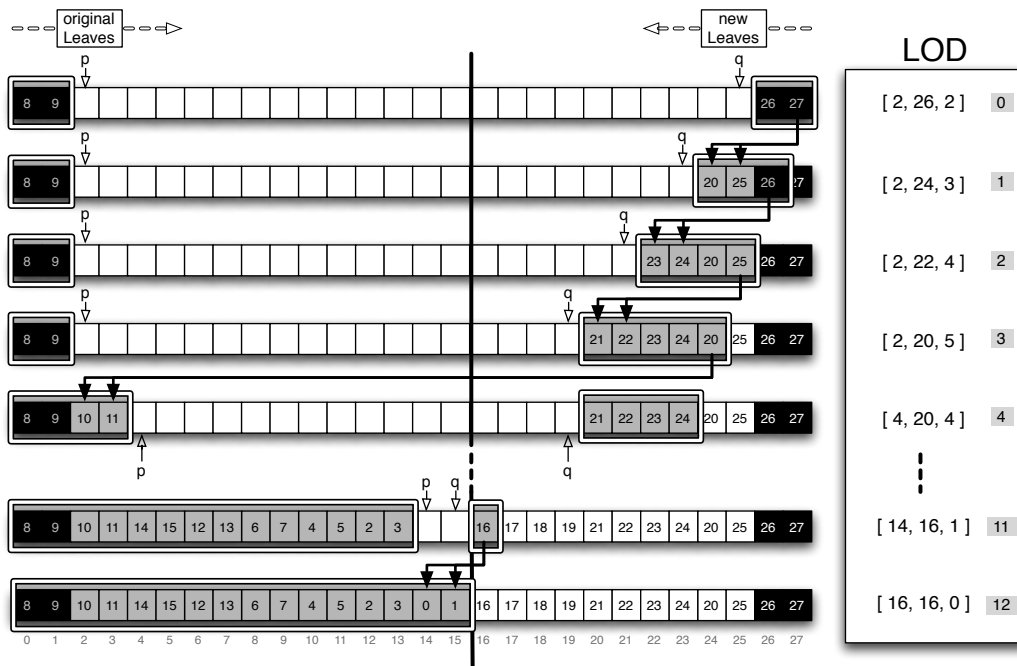 original
Leaves
new
Leaves
LOD
p q
8 9 26 27 [ 2, 26, 2 ] 0
p q
8 9 20 25 26 27 [ 2, 24, 3 ] 1
p q
8 9 23 24 20 25 26 27 [ 2, 22, 4 ] 2
p q
8 9 21 22 23 24 20 25 26 27 [ 2, 20, 5 ] 3
8 9 10 11 21 22 23 24 20 25 26 27 [ 4, 20, 4 ] 4
p q
p q
8 9 10 11 14 15 12 13 6 7 4 5 2 3 16 17 18 19 21 22 23 24 20 25 26 27 [ 14, 16, 1 ] 11
8 9 10 11 14 15 12 13 6 7 4 5 2 3 0 1 16 17 18 19 21 22 23 24 20 25 26 27 [ 16, 16, 0 ] 12
0 1 2 3 4 5 6 7 8 9 10 11 12 13 14 15 16 17 18 19 20 21 22 23 24 25 26 27